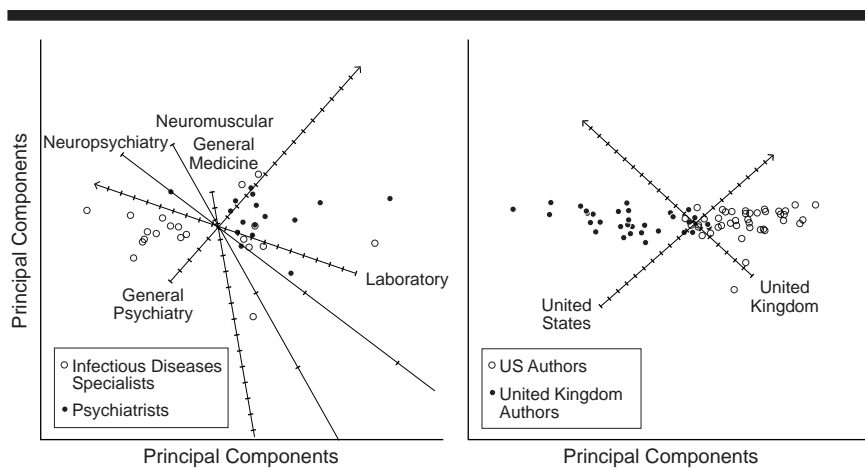 Principal Components
Neuromuscular
Neuropsychiatry
General
Medicine
Laboratory
General
Psychiatry
Infectious Diseases
Specialists
Psychiatrists
Principal Components
United
States
United
Kingdom
US Authors
United Kingdom
Authors
Principal Components